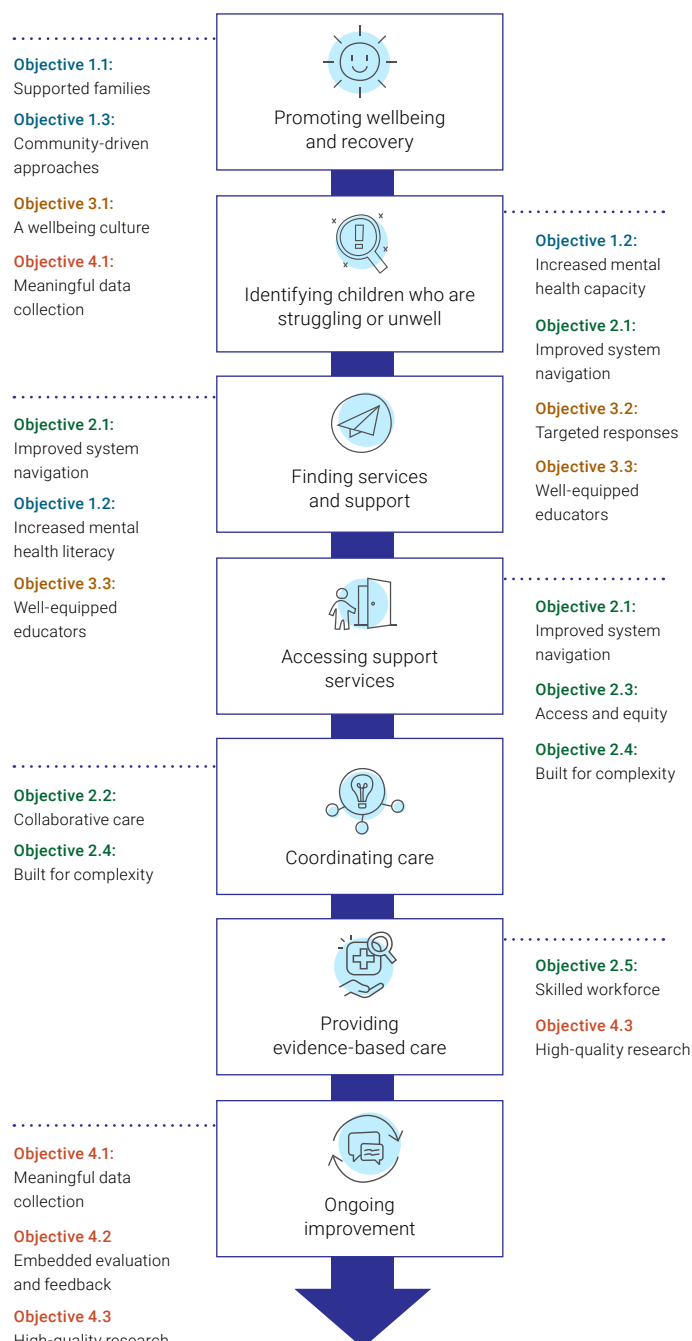 Promoting wellbeing
and recovery
Objective 1.1:
Supported families
Objective 1.3:
Community-driven
approaches
Objective 3.1:
A wellbeing culture
Objective 4.1:
Meaningful data
collection
Identifying children who are
struggling or unwell
Objective 1.2:
Increased mental
health capacity
Objective 2.1:
Improved system
navigation
Objective 3.2:
Targeted responses
Objective 3.3:
Well-equipped
educators
Finding services
and support
Objective 2.1:
Improved system
navigation
Objective 1.2:
Increased mental
health literacy
Objective 3.3:
Well-equipped
educators
Accessing support
services
Objective 2.1:
Improved system
navigation
Objective 2.3:
Access and equity
Objective 2.4:
Built for complexity
Coordinating care
Objective 2.2:
Collaborative care
Objective 2.4:
Built for complexity
Providing
evidence-based care
Objective 2.5:
Skilled workforce
Objective 4.3
High-quality research
Ongoing
improvement
Objective 4.1:
Meaningful data
collection
Objective 4.2
Embedded evaluation
and feedback
Objective 4.3
High-quality research